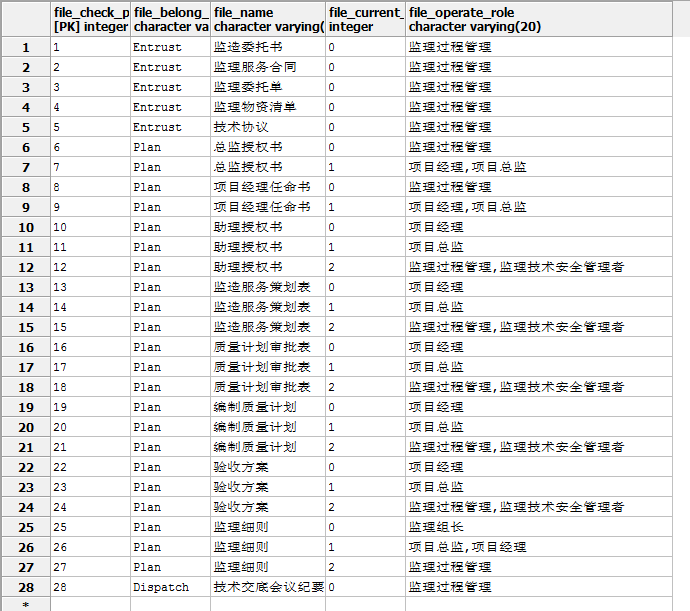 file_check_p file_belong_ file_name file_current_ file_operate_role
[PK] integer character va character varying( integer character varying(20)
1 1 Entrust 监造委托书 0 监理过程管理
2 2 Entrust 监理服务合同 0 监理过程管理
3 3 Entrust 监理委托单 0 监理过程管理
4 4 Entrust 监理物资清单 0 监理过程管理
5 5 Entrust 技术协议 0 监理过程管理
6 6 Plan 总监授权书 0 监理过程管理
7 7 Plan 总监授权书 1 项目经理,项目总监
8 8 Plan 项目经理任命书 0 监理过程管理
9 9 Plan 项目经理任命书 1 项目经理,项目总监
10 10 Plan 助理授权书 0 项目经理
11 11 Plan 助理授权书 1 项目总监
12 12 Plan 助理授权书 2 监理过程管理,监理技术安全管理者
13 13 Plan 监造服务策划表 0 项目经理
14 14 Plan 监造服务策划表 1 项目总监
15 15 Plan 监造服务策划表 2 监理过程管理,监理技术安全管理者
16 16 Plan 质量计划审批表 0 项目经理
17 17 Plan 质量计划审批表 1 项目总监
18 18 Plan 质量计划审批表 2 监理过程管理,监理技术安全管理者
19 19 Plan 编制质量计划 0 项目经理
20 20 Plan 编制质量计划 1 项目总监
21 21 Plan 编制质量计划 2 监理过程管理,监理技术安全管理者
22 22 Plan 验收方案 0 项目经理
23 23 Plan 验收方案 1 项目总监
24 24 Plan 验收方案 2 监理过程管理,监理技术安全管理者
25 25 Plan 监理细则 0 监理组长
26 26 Plan 监理细则 1 项目总监,项目经理
27 27 Plan 监理细则 2 监理过程管理
28 28 Dispatch 技术交底会议纪要 0 监理过程管理
*